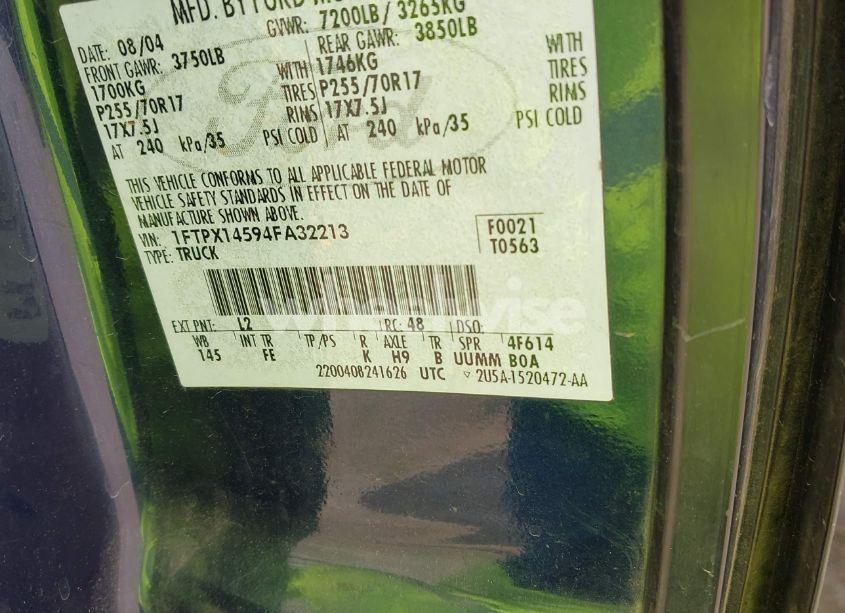 MFD. BY FORD MO
GVWR: 7200LB / 3265KG
DATE: 08/04
FRONT GAWR: 3750LB
REAR GAWR: 3850LB
1700KG WITH 1746KG WITH
P255/70R17 TIRES P255/70R17 TIRES
17X7.5J RIMS 17X7.5J RIMS
AT 240 kPa/35 PSI COLD AT 240 kPa/35 PSI COLD
Ford
THIS VEHICLE CONFORMS TO ALL APPLICABLE FEDERAL MOTOR
VEHICLE SAFETY STANDARDS IN EFFECT ON THE DATE OF
MANUFACTURE SHOWN ABOVE.
VIN: 1FTPX14594FA32213 F0021
TYPE: TRUCK T0563
wheelwise
EXT PNT: L2 RC: 48 DSO:
WB INT TR TP/PS R AXLE TR SPR 4F614
145 FE K H9 B UUMM BOA
2200408241626 UTC ▽ 2U5A-1520472-AA